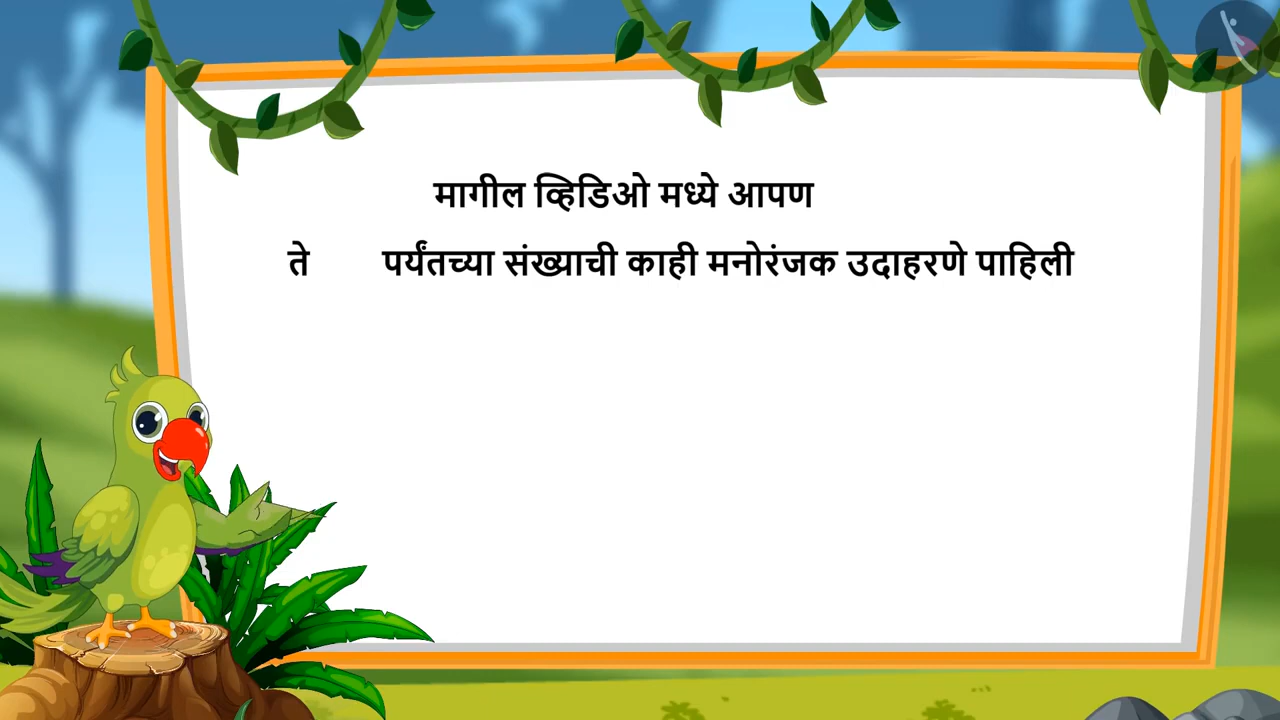 मागील व्हिडिओ मध्ये आपण
ते पर्यंतच्या संख्याची काही मनोरंजक उदाहरणे पाहिली